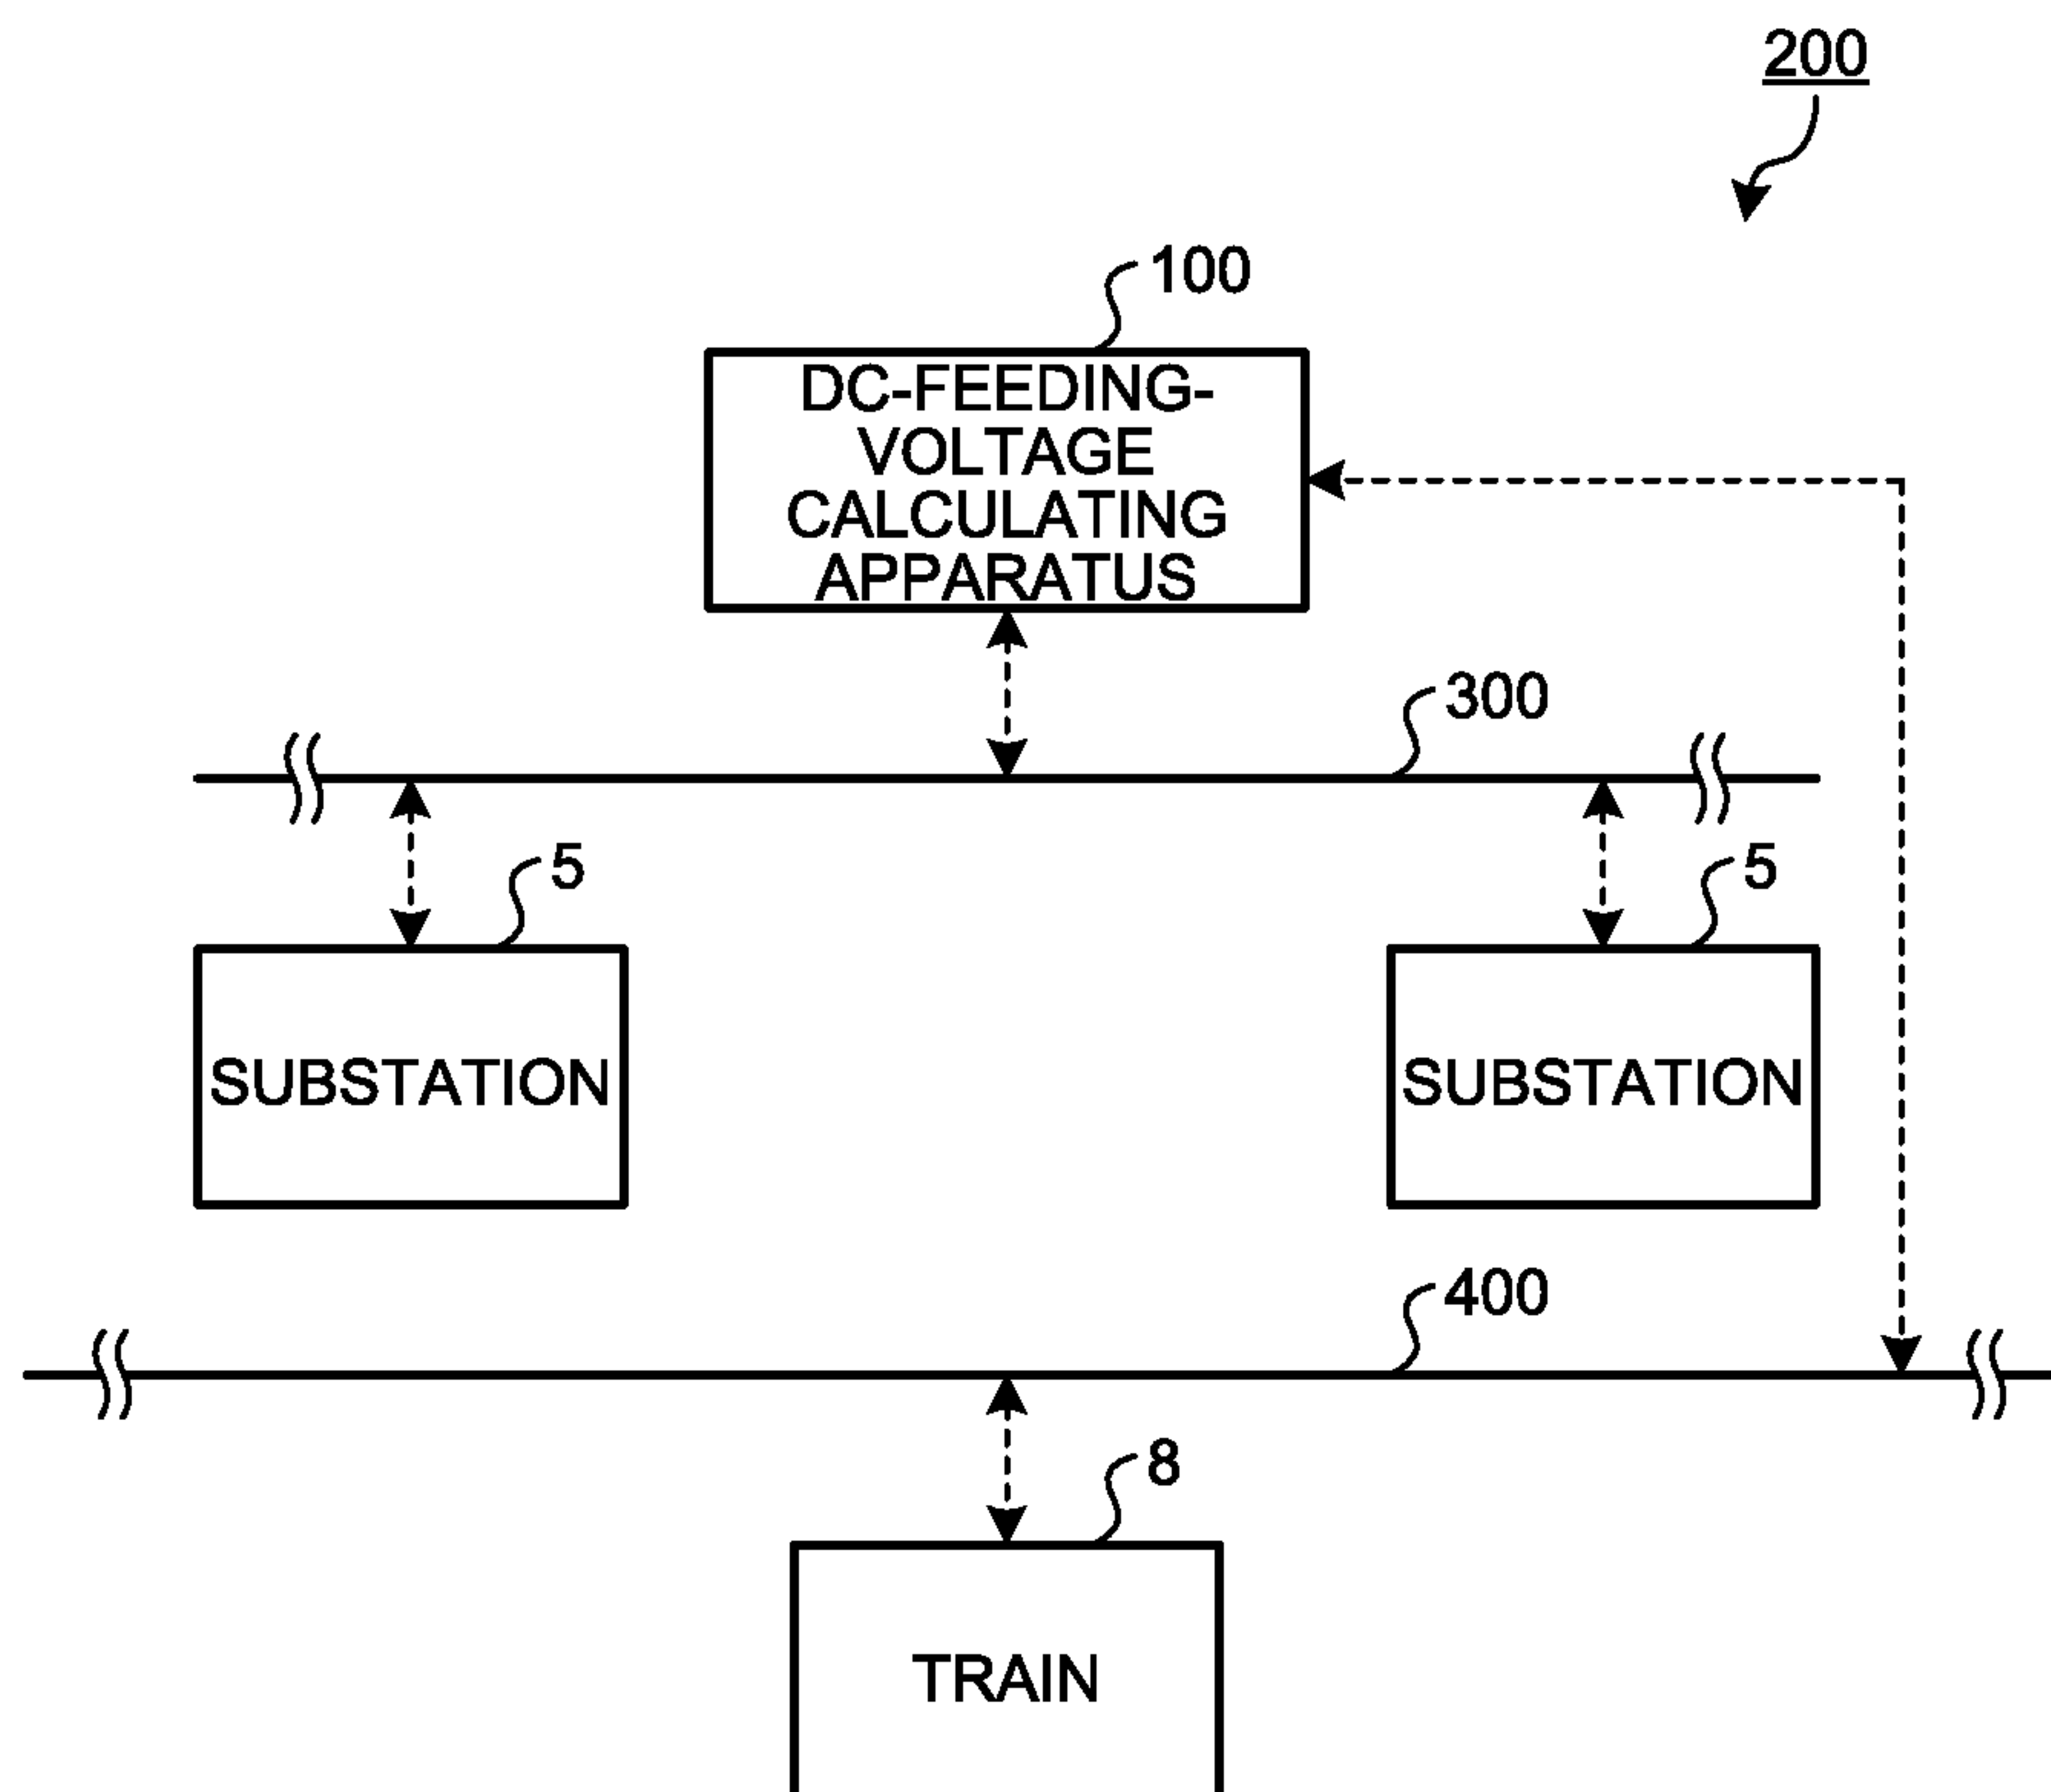 200
100
DC-FEEDING-
VOLTAGE
CALCULATING
APPARATUS
300
5
5
SUBSTATION
SUBSTATION
400
8
TRAIN